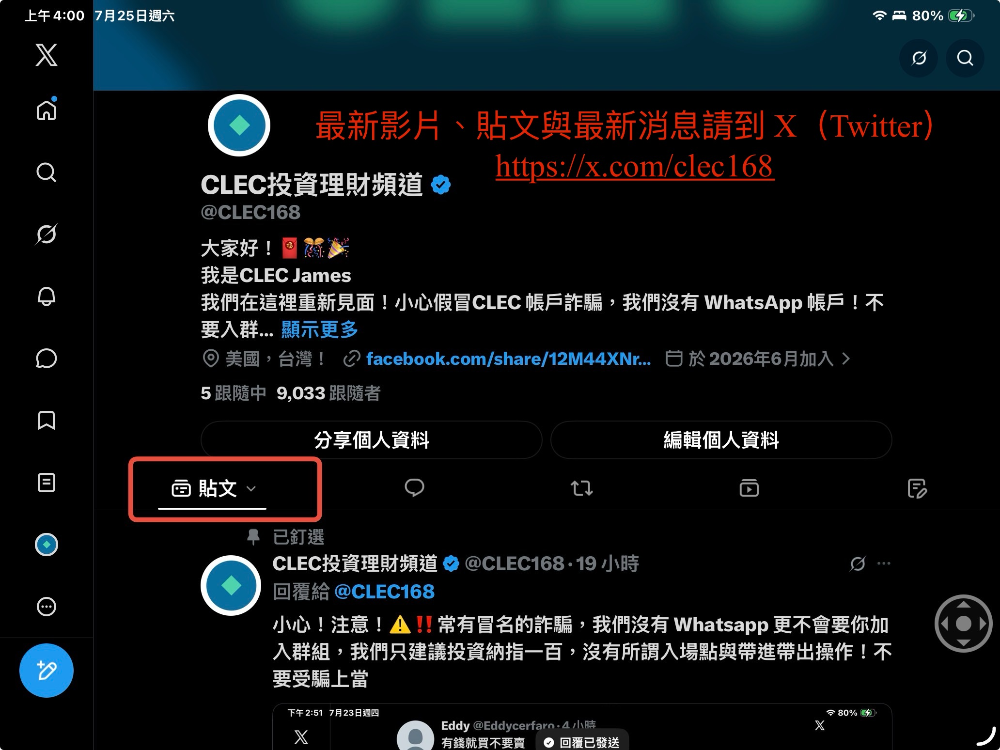 上午4:00 7月25日週六
80%
最新影片、貼文與最新消息請到 X（Twitter）
https://x.com/clec168
CLEC投資理財頻道
@CLEC168
大家好！🧧🎊🎉
我是CLEC James
我們在這裡重新見面！小心假冒CLEC 帳戶詐騙，我們沒有 WhatsApp 帳戶！不
要入群... 顯示更多
美國，台灣！ facebook.com/share/12M44XNr... 於 2026年6月加入
5 跟隨中 9,033 跟隨者
分享個人資料 編輯個人資料
貼文
已釘選
CLEC投資理財頻道 @CLEC168 · 19 小時
回覆給 @CLEC168
小心！注意！⚠️‼️常有冒名的詐騙，我們沒有 Whatsapp 更不會要你加
入群組，我們只建議投資納指一百，沒有所謂入場點與帶進帶出操作！不
要受騙上當
下午2:51 7月23日週四
80%
Eddy @Eddycerfaro · 4 小時
有錢就買不要賣
回覆已發送